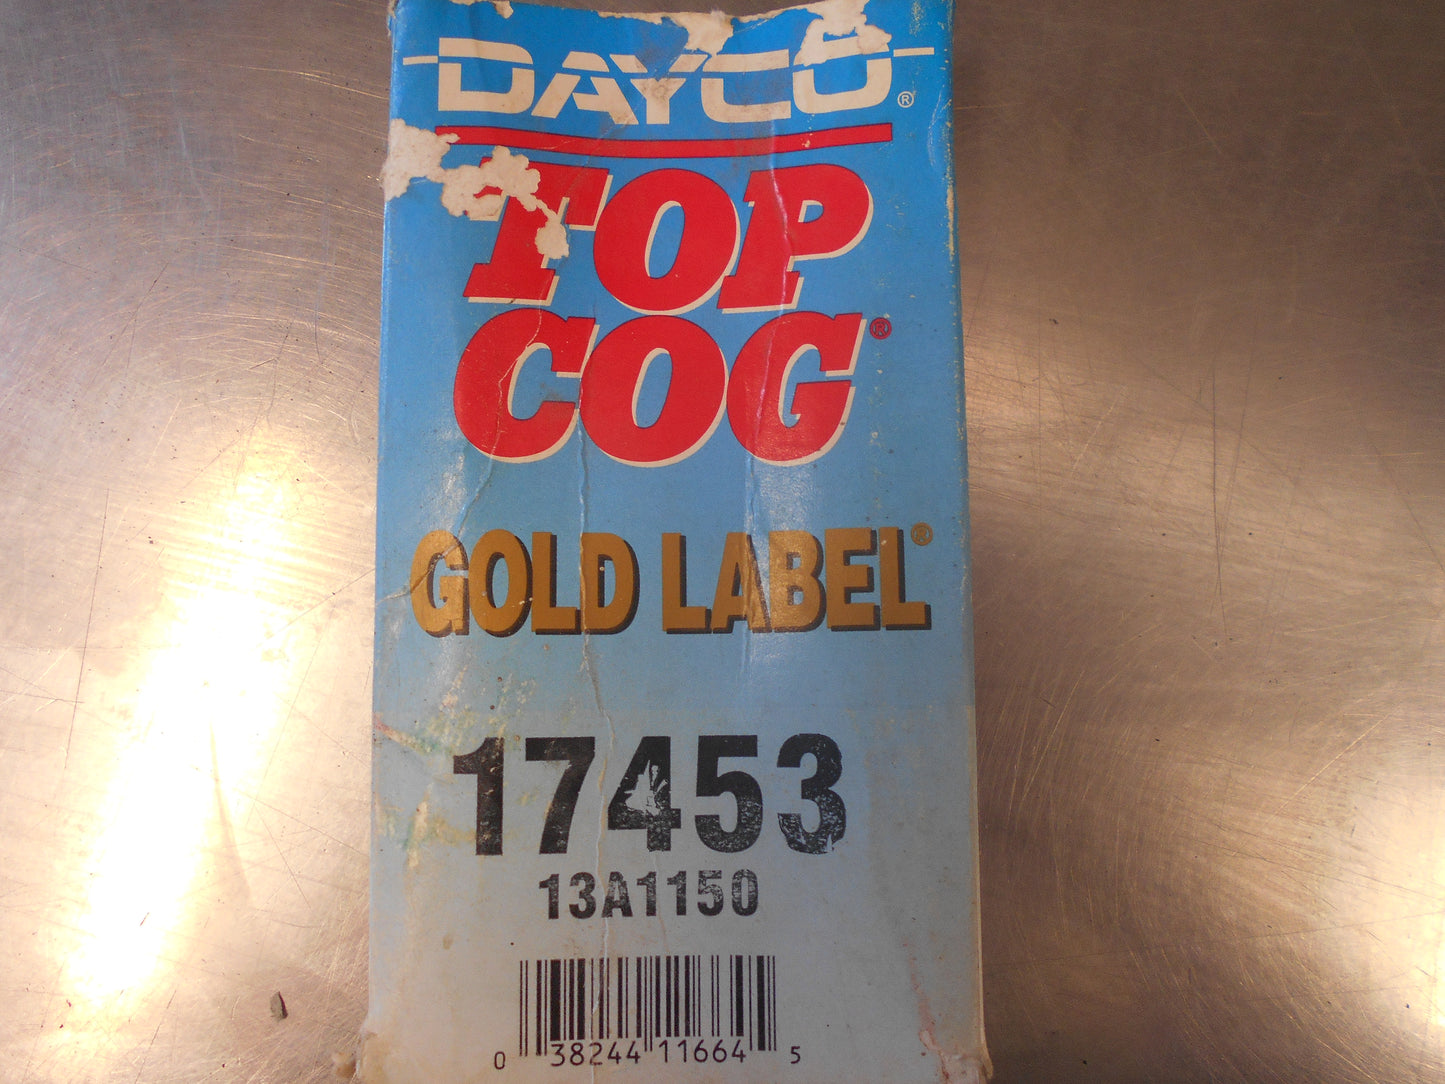 DAYCO®
TOP
COG®
GOLD LABEL®
17453
13A1150
0 38244 11664 5